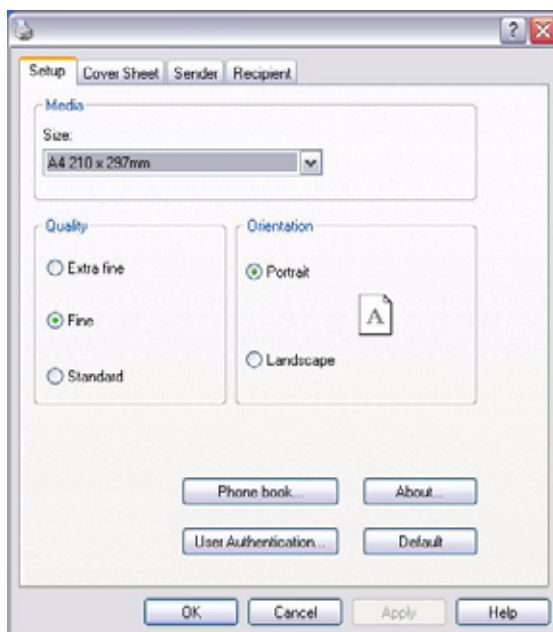 ?
Setup Cover Sheet Sender Recipient
Media
Size:
A4 210 x 297mm
Quality
Orientation
Extra fine
Portrait
Fine
A
Landscape
Standard
Phone book... About...
User Authentication... Default
OK Cancel Apply Help